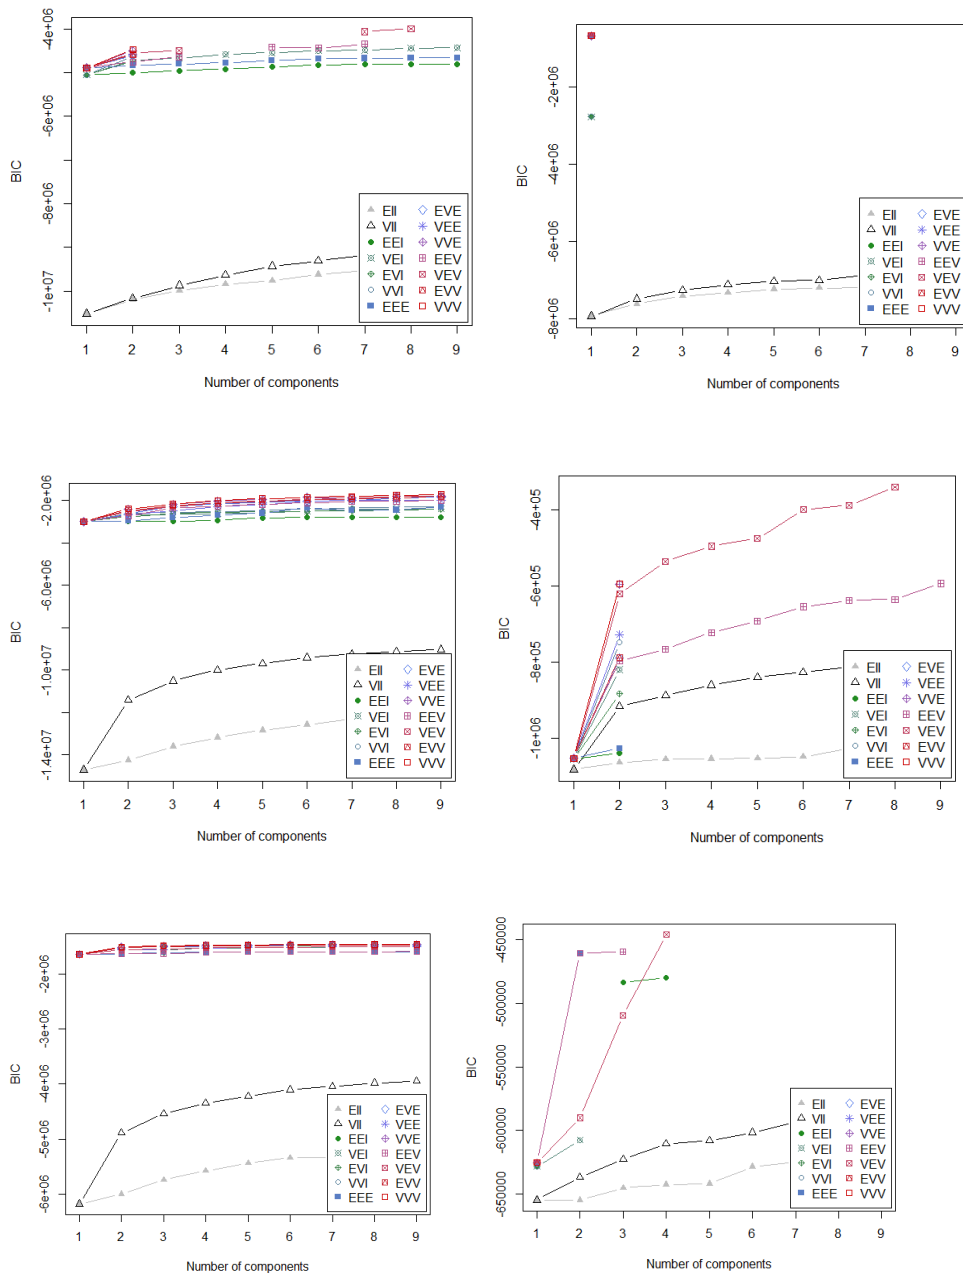 -4e+06
-6e+06
-8e+06
-1e+07
BIC
EII EVE
VII VEE
EEI VVE
VEI EEV
EVI VEV
VVI EVV
EEE VVV
1 2 3 4 5 6 7 8 9
Number of components
-2e+06
-4e+06
-6e+06
-8e+06
BIC
EII EVE
VII VEE
EEI VVE
VEI EEV
EVI VEV
VVI EVV
EEE VVV
1 2 3 4 5 6 7 8 9
Number of components
-2.0e+06
-6.0e+06
-1.0e+07
-1.4e+07
BIC
EII EVE
VII VEE
EEI VVE
VEI EEV
EVI VEV
VVI EVV
EEE VVV
1 2 3 4 5 6 7 8 9
Number of components
-4e+05
-6e+05
-8e+05
-1e+06
BIC
EII EVE
VII VEE
EEI VVE
VEI EEV
EVI VEV
VVI EVV
EEE VVV
1 2 3 4 5 6 7 8 9
Number of components
-2e+06
-3e+06
-4e+06
-5e+06
-6e+06
BIC
EII EVE
VII VEE
EEI VVE
VEI EEV
EVI VEV
VVI EVV
EEE VVV
1 2 3 4 5 6 7 8 9
Number of components
-450000
-500000
-550000
-600000
-650000
BIC
EII EVE
VII VEE
EEI VVE
VEI EEV
EVI VEV
VVI EVV
EEE VVV
1 2 3 4 5 6 7 8 9
Number of components